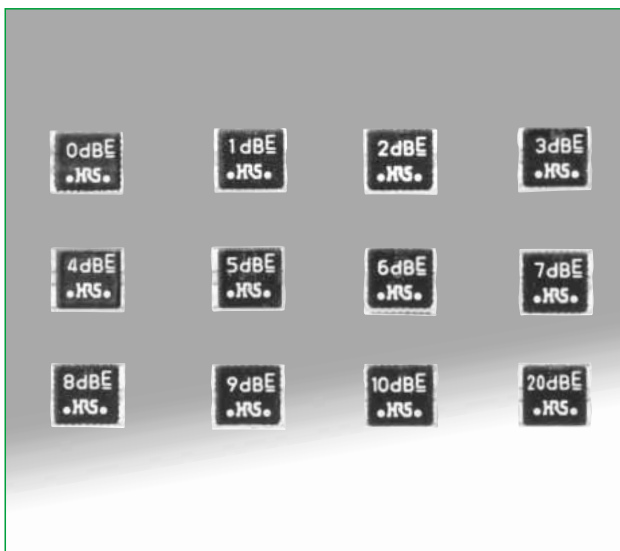 0dBE
•HRS•
1dBE
•HRS•
2dBE
•HRS•
3dBE
•HRS•
4dBE
•HRS•
5dBE
•HRS•
6dBE
•HRS•
7dBE
•HRS•
8dBE
•HRS•
9dBE
•HRS•
10dBE
•HRS•
20dBE
•HRS•